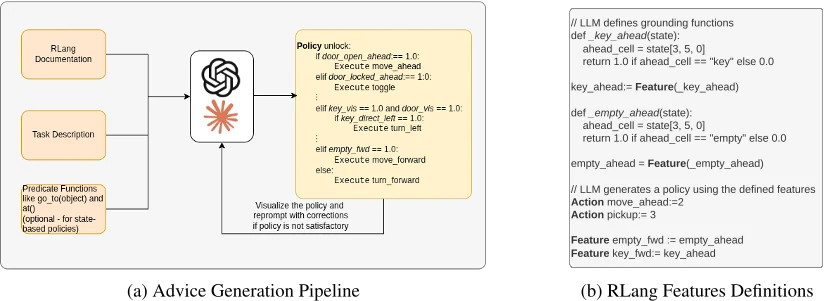 RLang
Documentation
Task Description
Predicate Functions
like go_to(object) and
at()
(optional - for state-
based policies)
Policy unlock:
if door_open_ahead:== 1.0:
Execute move_ahead
elif door_locked_ahead:== 1:0:
Execute toggle
⋮
elif key_vis == 1.0 and door_vis == 1.0:
if key_direct_left == 1.0:
Execute turn_left
⋮
elif empty_fwd == 1.0:
Execute move_forward
else:
Execute turn_forward
Visualize the policy and
reprompt with corrections
if policy is not satisfactory
(a) Advice Generation Pipeline
// LLM defines grounding functions
def _key_ahead(state):
ahead_cell = state[3, 5, 0]
return 1.0 if ahead_cell == "key" else 0.0
key_ahead:= Feature(_key_ahead)
def _empty_ahead(state):
ahead_cell = state[3, 5, 0]
return 1.0 if ahead_cell == "empty" else 0.0
empty_ahead = Feature(_empty_ahead)
// LLM generates a policy using the defined features
Action move_ahead:=2
Action pickup:= 3
Feature empty_fwd := empty_ahead
Feature key_fwd:= key_ahead
(b) RLang Features Definitions